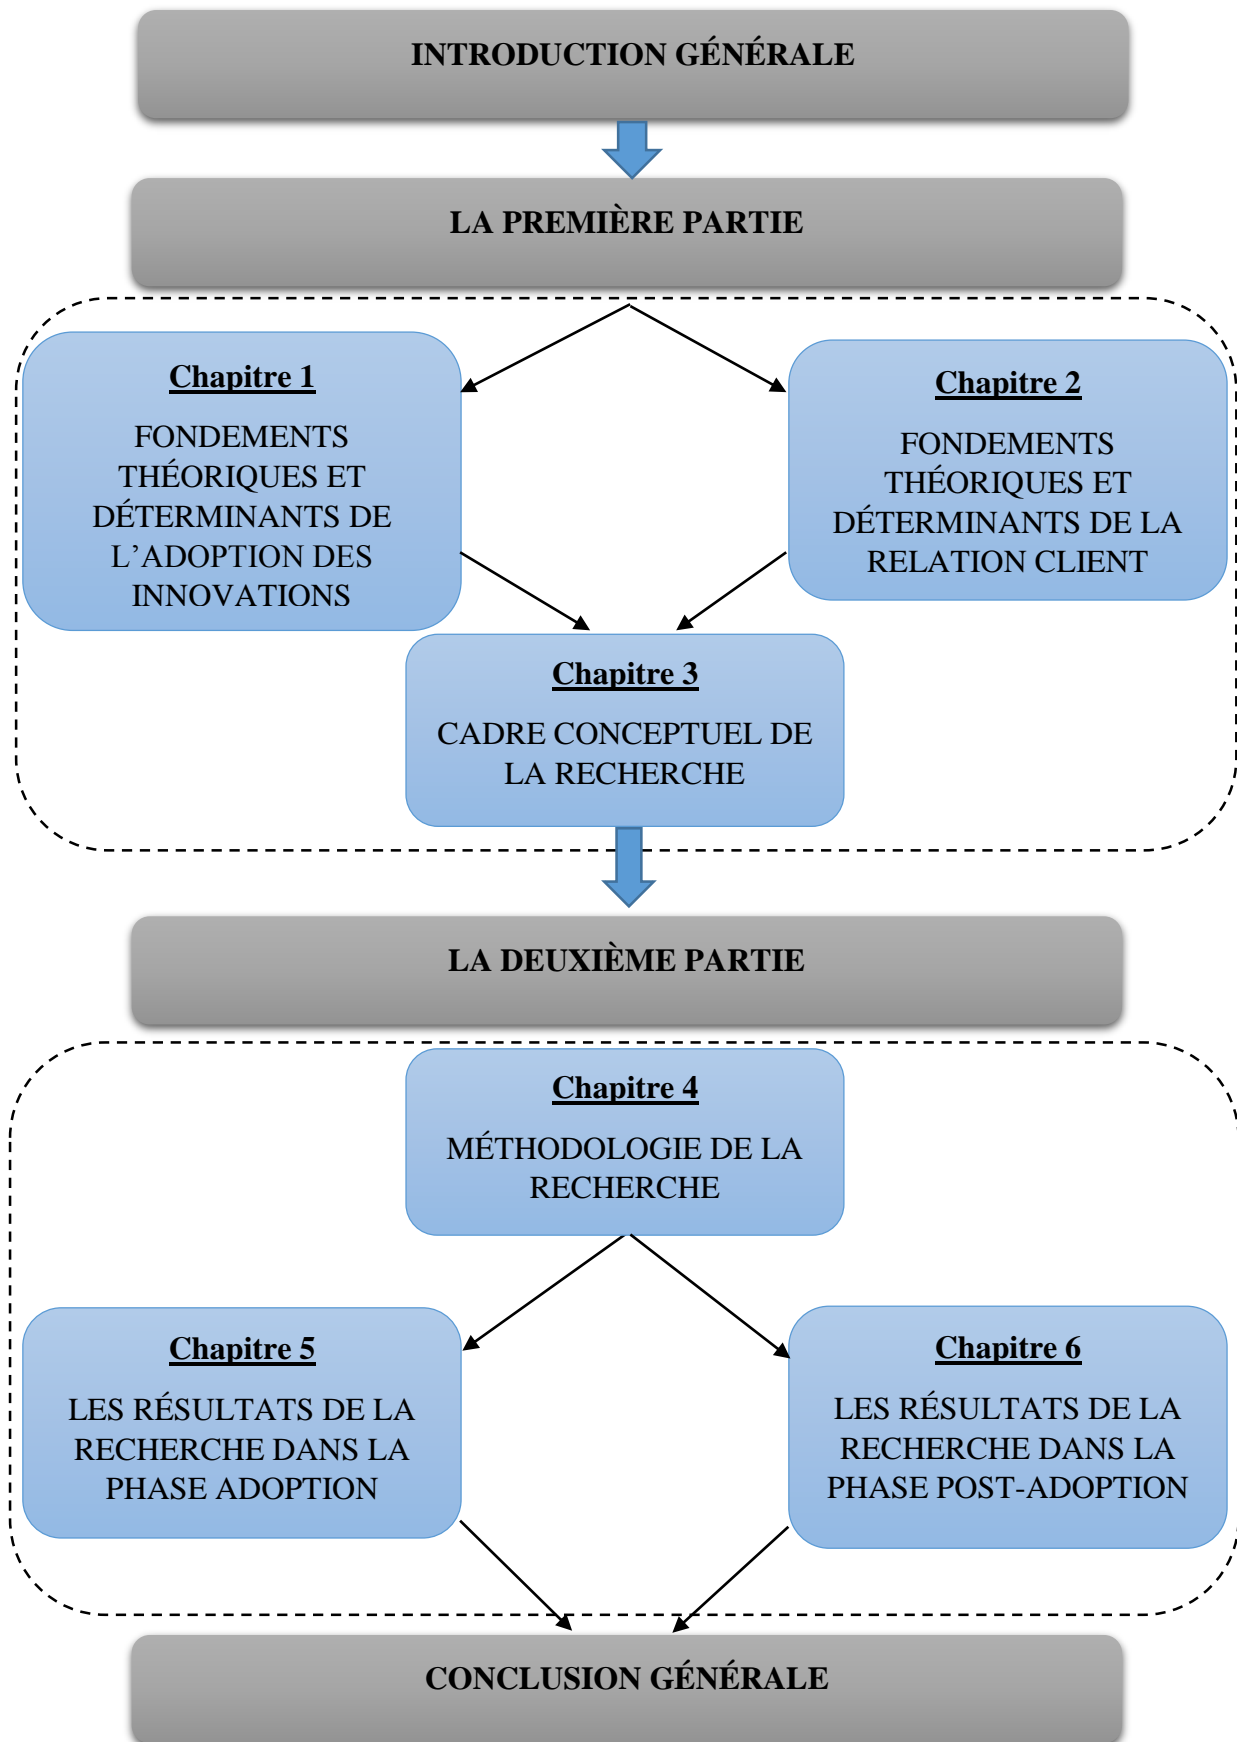 INTRODUCTION GÉNÉRALE
LA PREMIÈRE PARTIE
Chapitre 1
FONDEMENTS
THÉORIQUES ET
DÉTERMINANTS DE
L’ADOPTION DES
INNOVATIONS
Chapitre 2
FONDEMENTS
THÉORIQUES ET
DÉTERMINANTS DE LA
RELATION CLIENT
Chapitre 3
CADRE CONCEPTUEL DE
LA RECHERCHE
LA DEUXIÈME PARTIE
Chapitre 4
MÉTHODOLOGIE DE LA
RECHERCHE
Chapitre 5
LES RÉSULTATS DE LA
RECHERCHE DANS LA
PHASE ADOPTION
Chapitre 6
LES RÉSULTATS DE LA
RECHERCHE DANS LA
PHASE POST-ADOPTION
CONCLUSION GÉNÉRALE